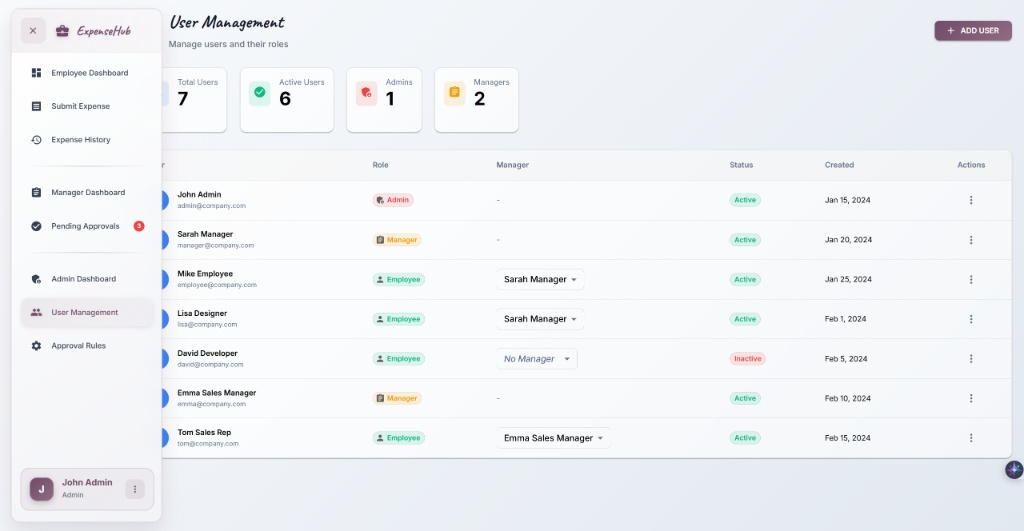 ExpenseHub
Employee Dashboard
Submit Expense
Expense History
Manager Dashboard
Pending Approvals 3
Admin Dashboard
User Management
Approval Rules
J
John Admin
Admin
User Management
Manage users and their roles
ADD USER
Total Users
7
Active Users
6
Admins
1
Managers
2
r Role Manager Status Created Actions
John Admin
admin@company.com
Admin - Active Jan 15, 2024
Sarah Manager
manager@company.com
Manager - Active Jan 20, 2024
Mike Employee
employee@company.com
Employee Sarah Manager Active Jan 25, 2024
Lisa Designer
lisa@company.com
Employee Sarah Manager Active Feb 1, 2024
David Developer
david@company.com
Employee No Manager Inactive Feb 5, 2024
Emma Sales Manager
emma@company.com
Manager - Active Feb 10, 2024
Tom Sales Rep
tom@company.com
Employee Emma Sales Manager Active Feb 15, 2024